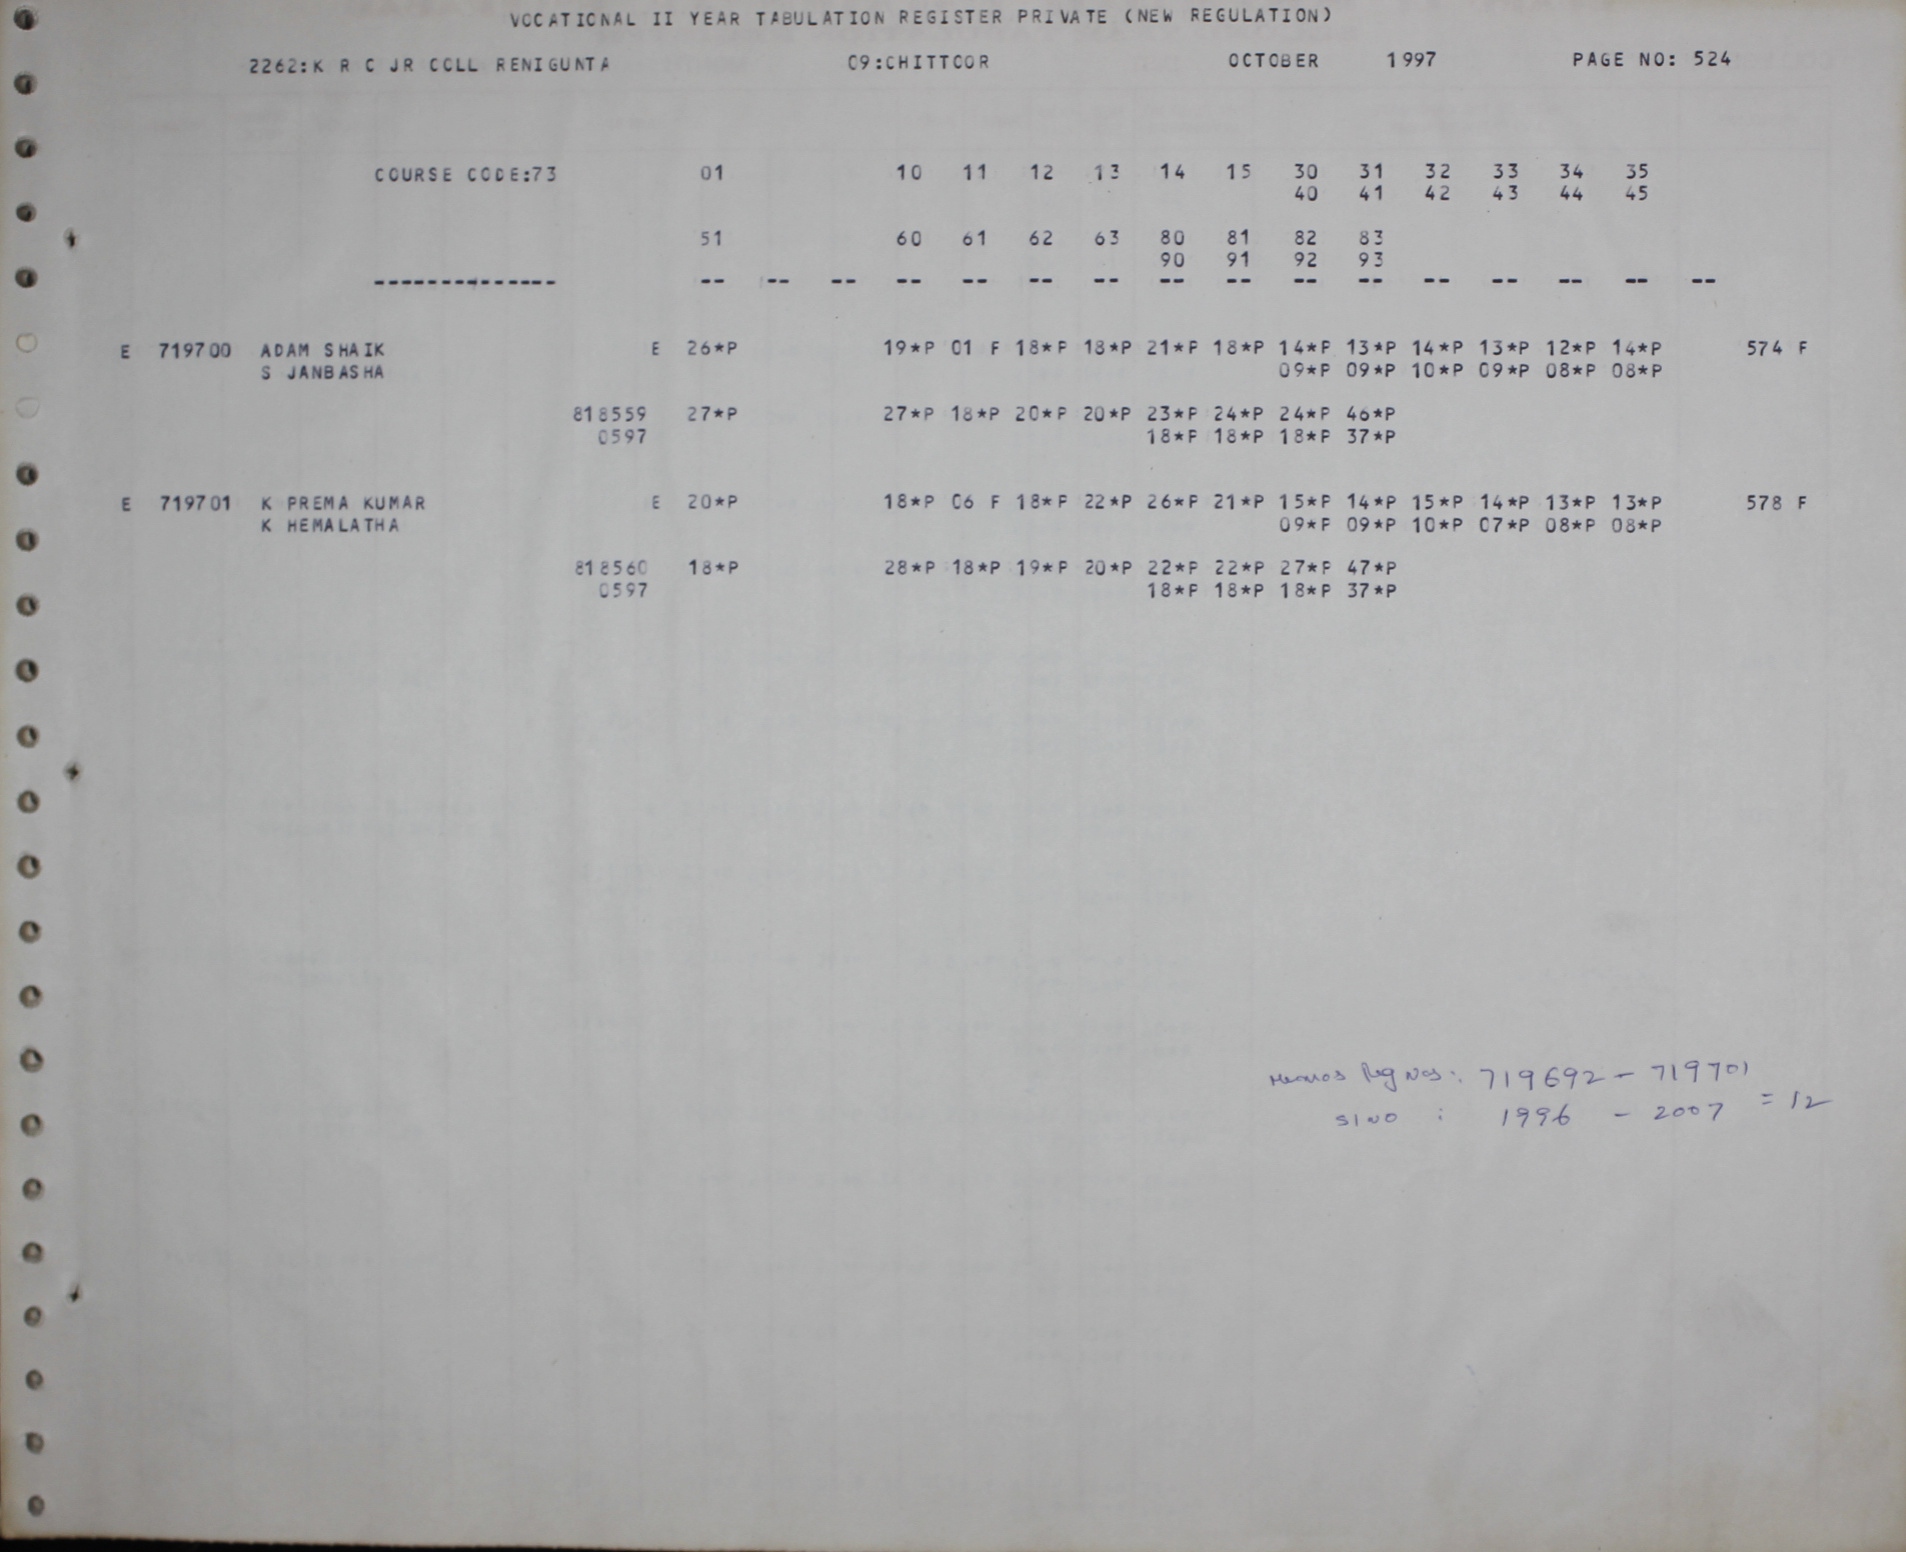 VOCATIONAL II YEAR TABULATION REGISTER PRIVATE (NEW REGULATION)
2262:K R C JR COLL RENIGUNTA 09:CHITTOOR OCTOBER 1997 PAGE NO: 524
COURSE CODE:73 01 10 11 12 13 14 15 30 31 32 33 34 35
40 41 42 43 44 45
51 60 61 62 63 80 81 82 83
90 91 92 93
-------------- -- -- -- -- -- -- -- -- -- -- -- -- -- -- -- --
E 719700 ADAM SHAIK E 26*P 19*P 01 F 18*P 18*P 21*P 18*P 14*P 13*P 14*P 13*P 12*P 14*P 574 F
S JANBASHA 09*P 09*P 10*P 09*P 08*P 08*P
818559 27*P 27*P 18*P 20*P 20*P 23*P 24*P 24*P 46*P
0597 18*P 18*P 18*P 37*P
E 719701 K PREMA KUMAR E 20*P 18*P 06 F 18*P 22*P 26*P 21*P 15*P 14*P 15*P 14*P 13*P 13*P 578 F
K HEMALATHA 09*P 09*P 10*P 07*P 08*P 08*P
818560 18*P 28*P 18*P 19*P 20*P 22*P 22*P 27*P 47*P
0597 18*P 18*P 18*P 37*P
Reg Nos: 719692 - 719701
Sl No : 1996 - 2007 = 12